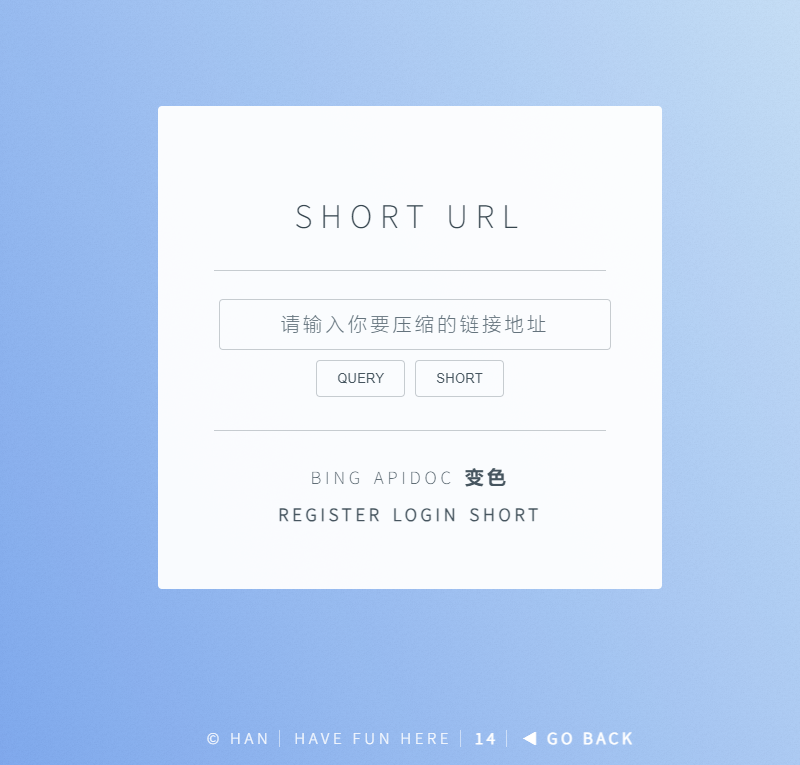 SHORT URL
请输入你要压缩的链接地址
QUERY SHORT
BING APIDOC 变色
REGISTER LOGIN SHORT
© HAN | HAVE FUN HERE | 14 | ◀ GO BACK